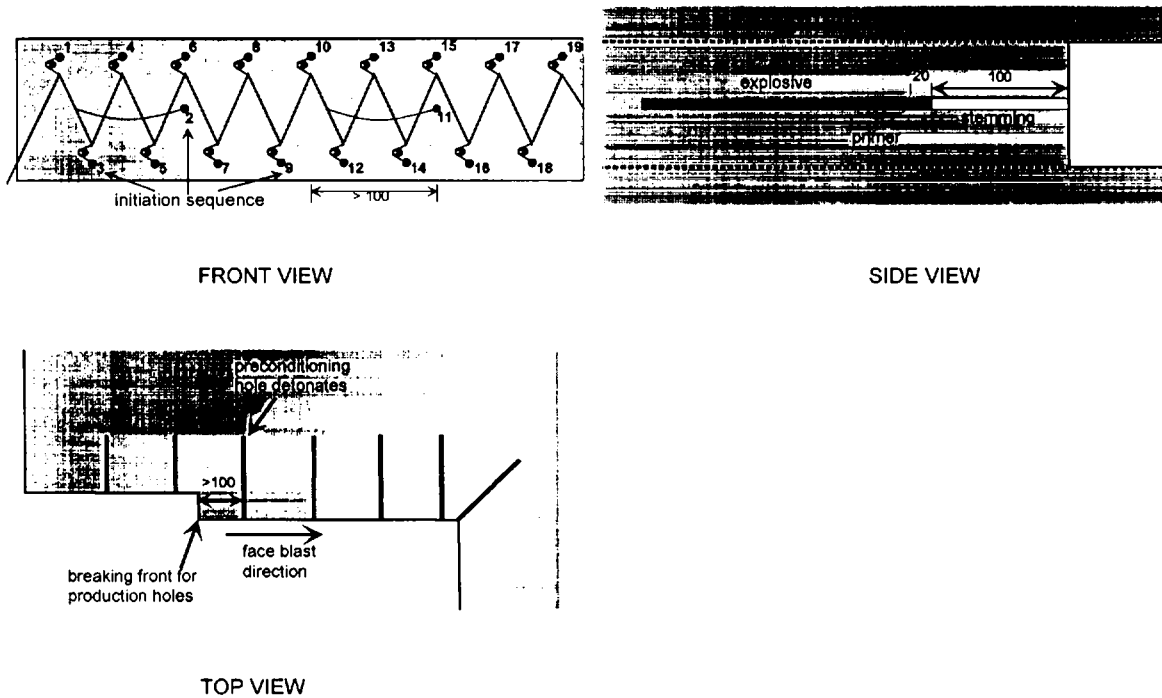 1 4 6 8 10 13 15 17 19
2 11
3 5 7 9 12 14 16 18
initiation sequence
> 100
FRONT VIEW
20 100
explosive
stemming
primer
SIDE VIEW
preconditioning
hole detonates
>100
face blast
direction
breaking front for
production holes
TOP VIEW